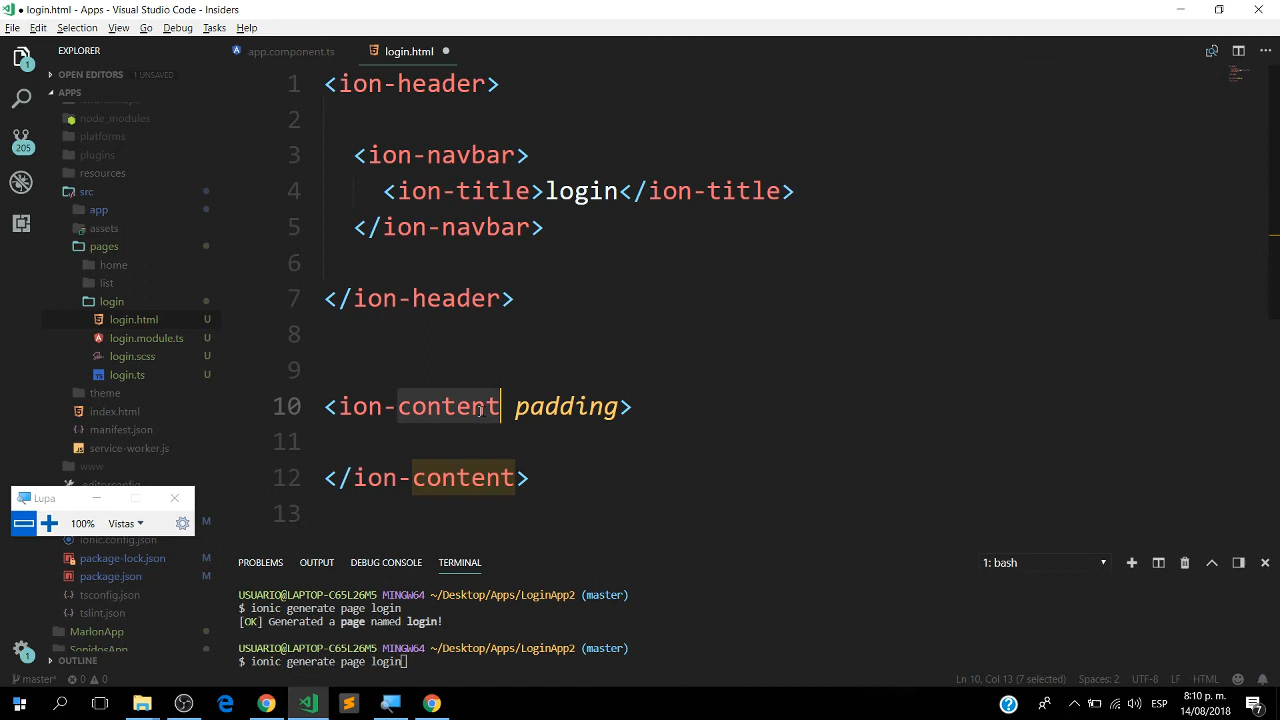 login.html - Apps - Visual Studio Code - Insiders
File Edit Selection View Go Debug Tasks Help
EXPLORER
app.component.ts
login.html
OPEN EDITORS 1 UNSAVED
APPS
node_modules
platforms
plugins
resources
src
app
assets
pages
home
list
login
login.html U
login.module.ts U
login.scss U
login.ts U
theme
index.html
manifest.json
service-worker.js
www
.editorconfig
ionic.config.json
package-lock.json M
package.json M
tsconfig.json
tslint.json
MarlonApp
OUTLINE
205
1
1
Lupa
100% Vistas
M
1 <ion-header>
2
3 <ion-navbar>
4 <ion-title>login</ion-title>
5 </ion-navbar>
6
7 </ion-header>
8
9
10 <ion-content padding>
11
12 </ion-content>
13
PROBLEMS OUTPUT DEBUG CONSOLE TERMINAL
1: bash
USUARIO@LAPTOP-C65L26M5 MINGW64 ~/Desktop/Apps/LoginApp2 (master)
$ ionic generate page login
[OK] Generated a page named login!
USUARIO@LAPTOP-C65L26M5 MINGW64 ~/Desktop/Apps/LoginApp2 (master)
$ ionic generate page login
master* 0 0
Ln 10, Col 13 (7 selected) Spaces: 2 UTF-8 LF HTML
ESP
8:10 p. m.
14/08/2018
7